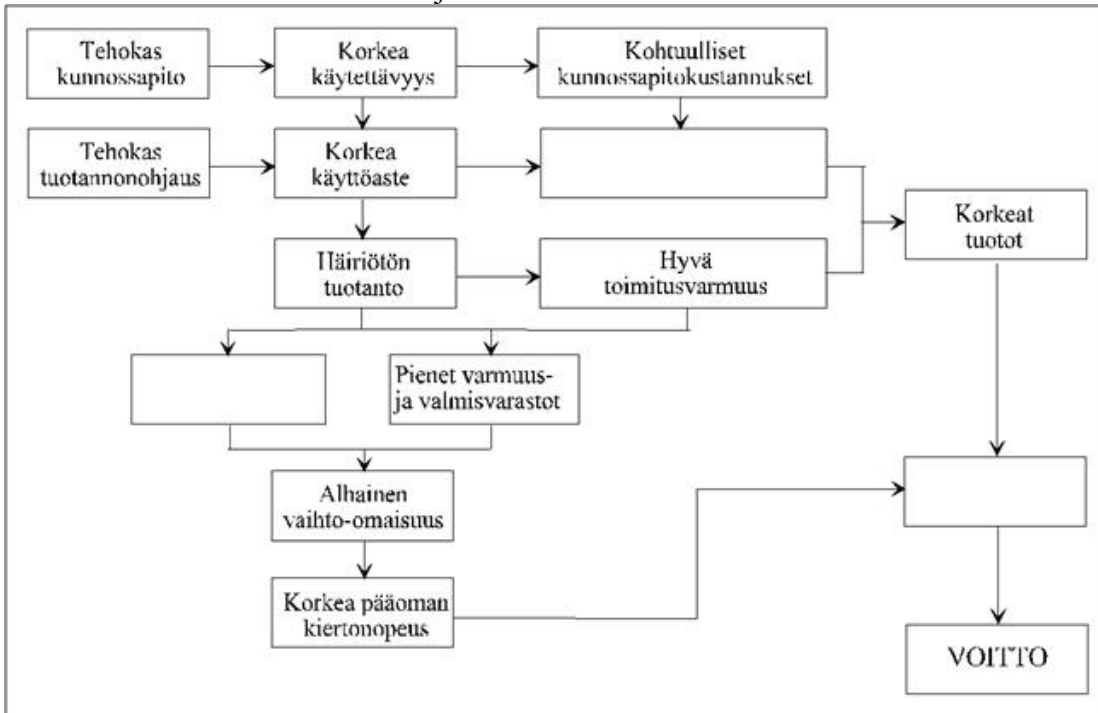 Tehokas
kunnossapito
Korkea
käytettävyys
Kohtuulliset
kunnossapitokustannukset
Tehokas
tuotannonohjaus
Korkea
käyttöaste
Korkeat
tuotot
Häiriötön
tuotanto
Hyvä
toimitusvarmuus
Pienet varmuus-
ja valmisvarastot
Alhainen
vaihto-omaisuus
Korkea pääoman
kiertonopeus
VOITTO